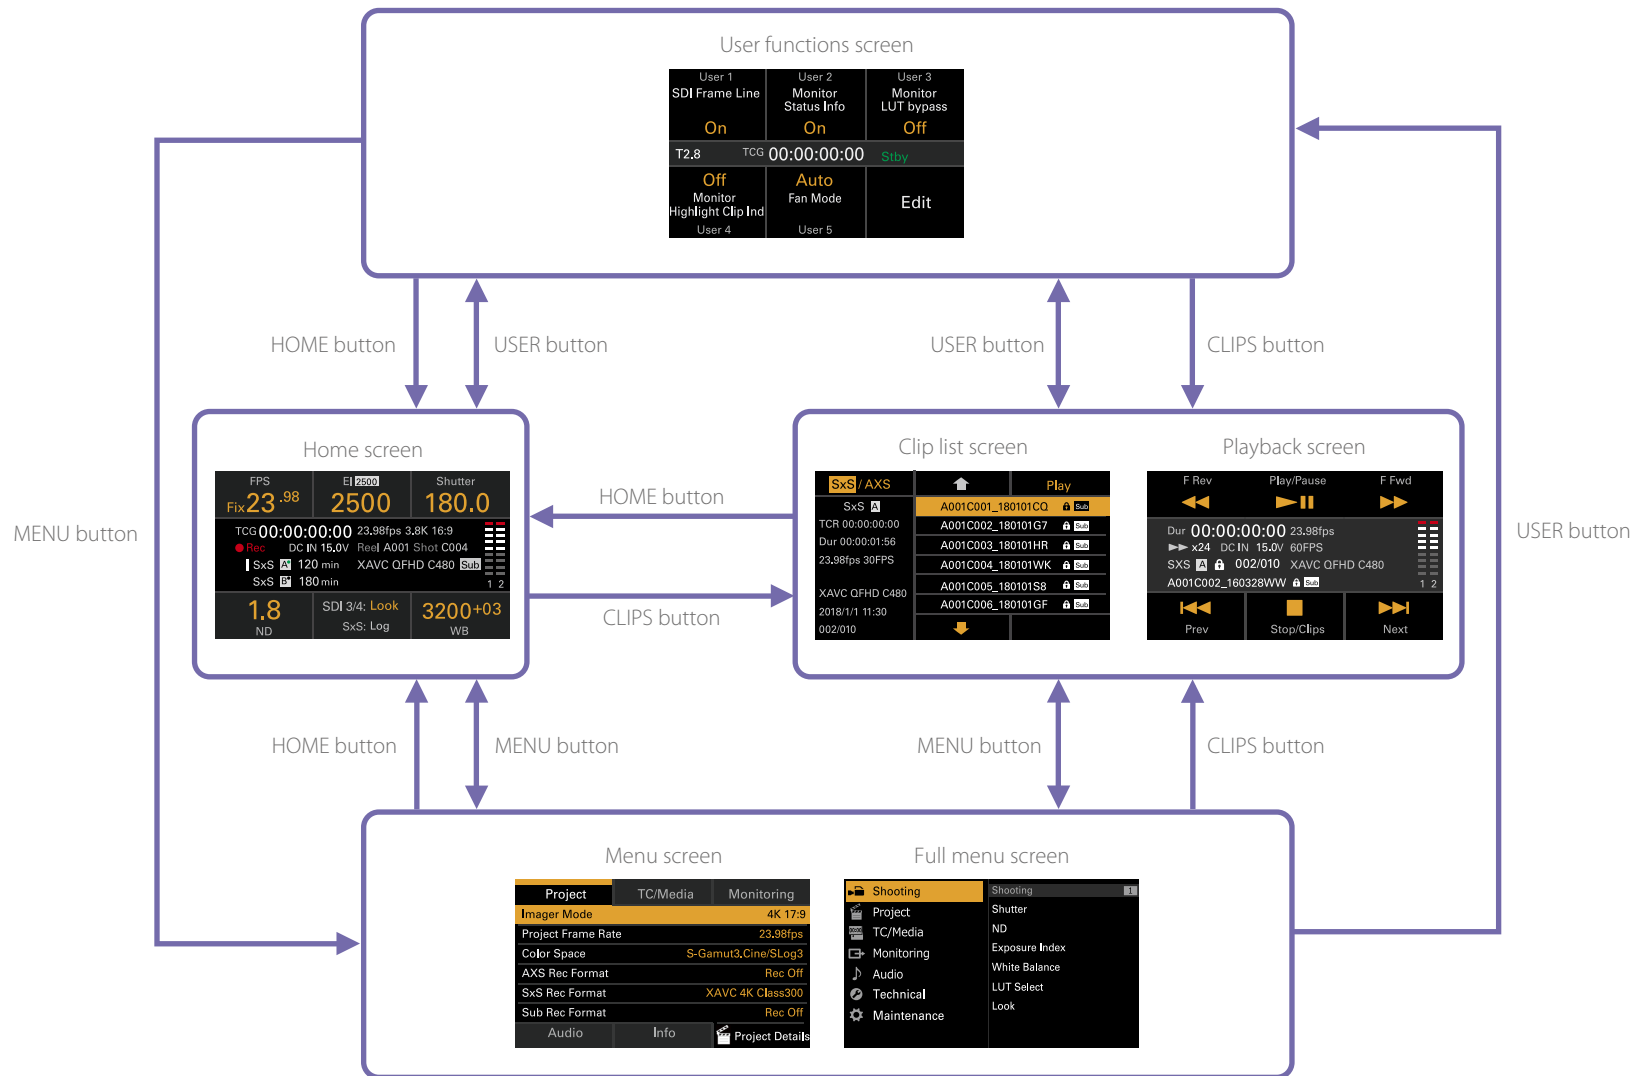 User functions screen
User 1
SDI Frame Line
On
User 2
Monitor
Status Info
On
User 3
Monitor
LUT bypass
Off
T2.8 TCG 00:00:00:00 Stby
Off
Monitor
Highlight Clip Ind
User 4
Auto
Fan Mode
User 5
Edit
HOME button
USER button
USER button
CLIPS button
MENU button
USER button
Home screen
FPS
Fix 23.98
EI 2500
2500
Shutter
180.0
TCG 00:00:00:00 23.98fps 3.8K 16:9
Rec DC IN 15.0V Reel A001 Shot C004
SxS A 120 min XAVC QFHD C480 Sub
SxS B 180 min
1 2
1.8
ND
SDI 3/4: Look
SxS: Log
3200+03
WB
HOME button
CLIPS button
Clip list screen
SxS / AXS
Play
SxS A
TCR 00:00:00:00
Dur 00:00:01:56
23.98fps 30FPS
XAVC QFHD C480
2018/1/1 11:30
002/010
A001C001_180101CQ Sub
A001C002_180101G7 Sub
A001C003_180101HR Sub
A001C004_180101WK Sub
A001C005_180101S8 Sub
A001C006_180101GF Sub
Playback screen
F Rev
Play/Pause
F Fwd
Dur 00:00:00:00 23.98fps
x24 DC IN 15.0V 60FPS
SXS A 002/010 XAVC QFHD C480
A001C002_160328WW Sub
1 2
Prev
Stop/Clips
Next
HOME button
MENU button
MENU button
CLIPS button
Menu screen
Project
TC/Media
Monitoring
Imager Mode 4K 17:9
Project Frame Rate 23.98fps
Color Space S-Gamut3.Cine/SLog3
AXS Rec Format Rec Off
SxS Rec Format XAVC 4K Class300
Sub Rec Format Rec Off
Audio
Info
Project Details
Full menu screen
Shooting
Project
TC/Media
Monitoring
Audio
Technical
Maintenance
Shooting 1
Shutter
ND
Exposure Index
White Balance
LUT Select
Look